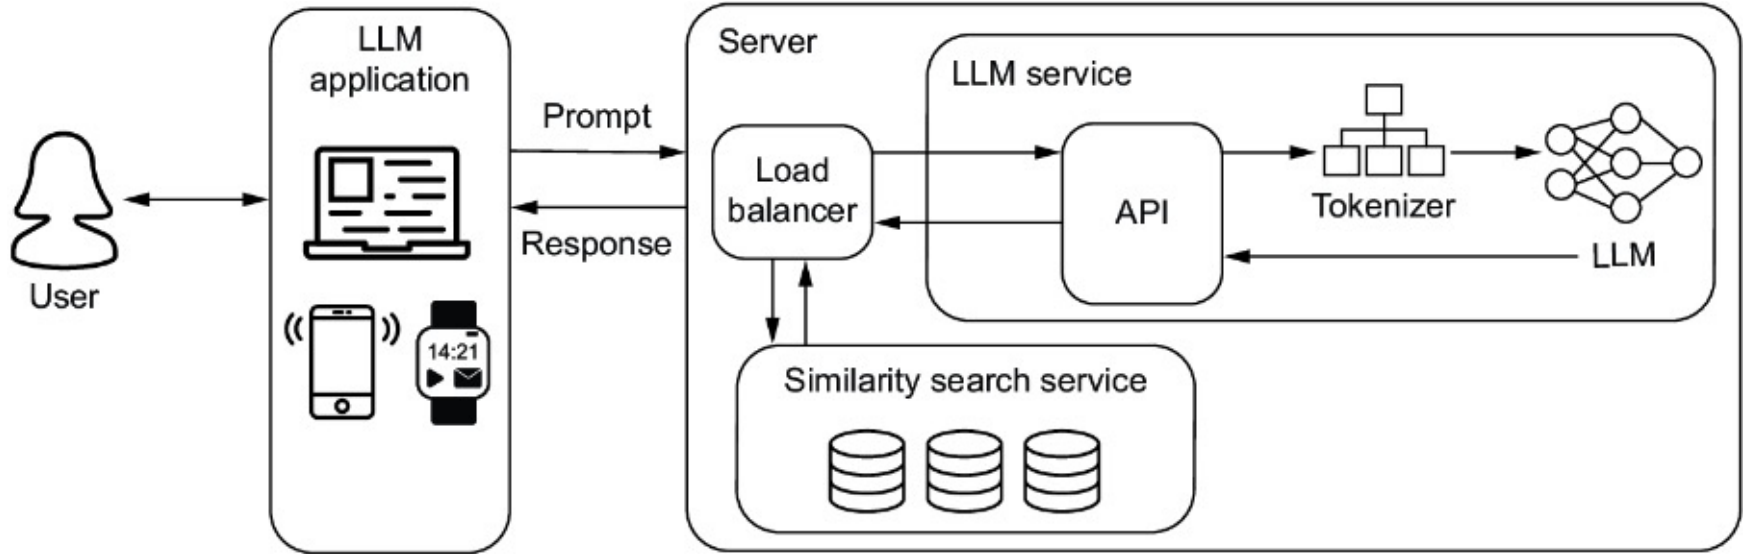 LLM
application
Server
LLM service
Prompt
Load
balancer
API
Tokenizer
Response
LLM
User
14:21
Similarity search service